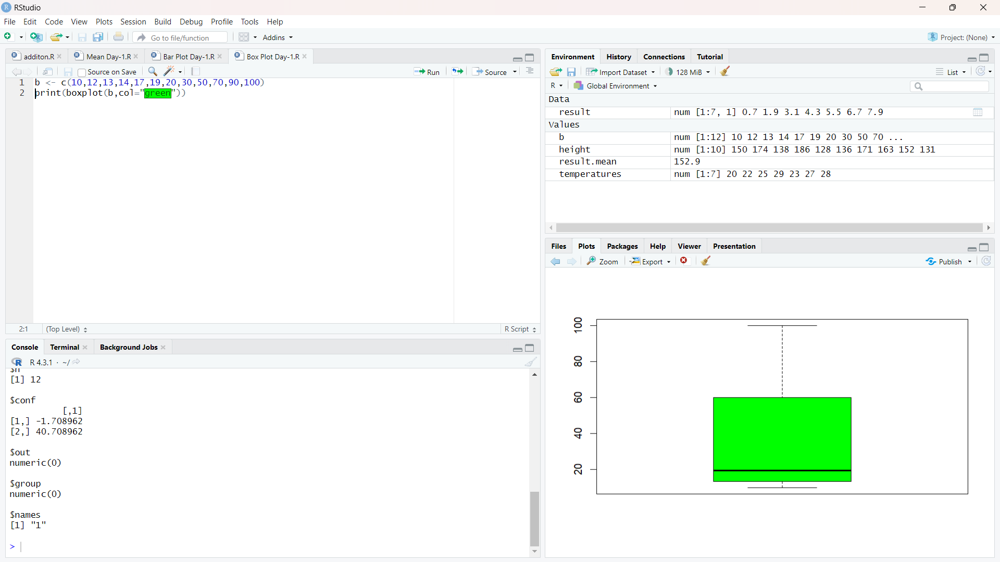 RStudio
File Edit Code View Plots Session Build Debug Profile Tools Help
Go to file/function Addins Project: (None)
additon.R Mean Day-1.R Bar Plot Day-1.R Box Plot Day-1.R
Source on Save Run Source
1 b <- c(10,12,13,14,17,19,20,30,50,70,90,100)
2 print(boxplot(b,col="green"))
2:1 (Top Level) R Script
Console Terminal Background Jobs
R 4.3.1 · ~/
$n
[1] 12
$conf
[,1]
[1,] -1.708962
[2,] 40.708962
$out
numeric(0)
$group
numeric(0)
$names
[1] "1"
>
Environment History Connections Tutorial
Import Dataset 128 MiB List
R Global Environment
Data
result num [1:7, 1] 0.7 1.9 3.1 4.3 5.5 6.7 7.9
Values
b num [1:12] 10 12 13 14 17 19 20 30 50 70 ...
height num [1:10] 150 174 138 186 128 136 171 163 152 131
result.mean 152.9
temperatures num [1:7] 20 22 25 29 23 27 28
Files Plots Packages Help Viewer Presentation
Zoom Export Publish
100
80
60
40
20